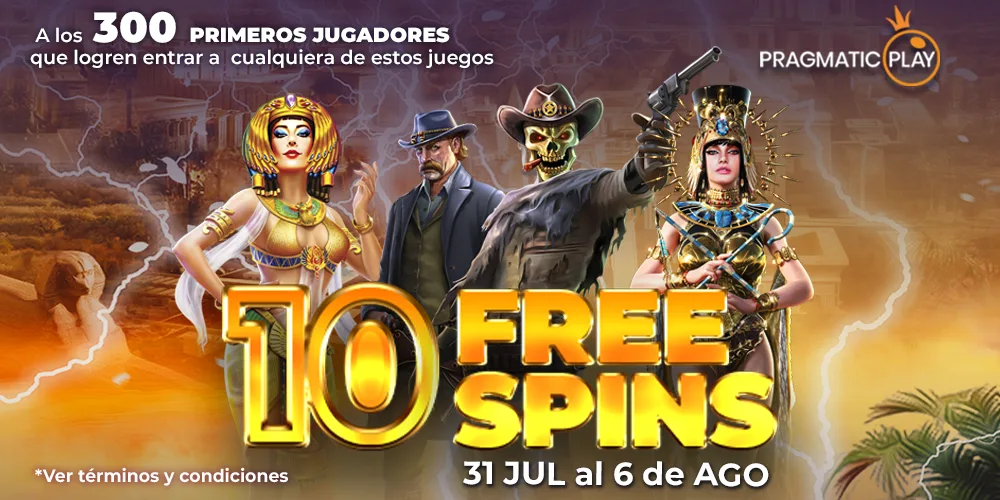 A los 300 PRIMEROS JUGADORES
que logren entrar a cualquiera de estos juegos
PRAGMATIC PLAY
10 FREE
SPINS
*Ver términos y condiciones
31 JUL al 6 de AGO